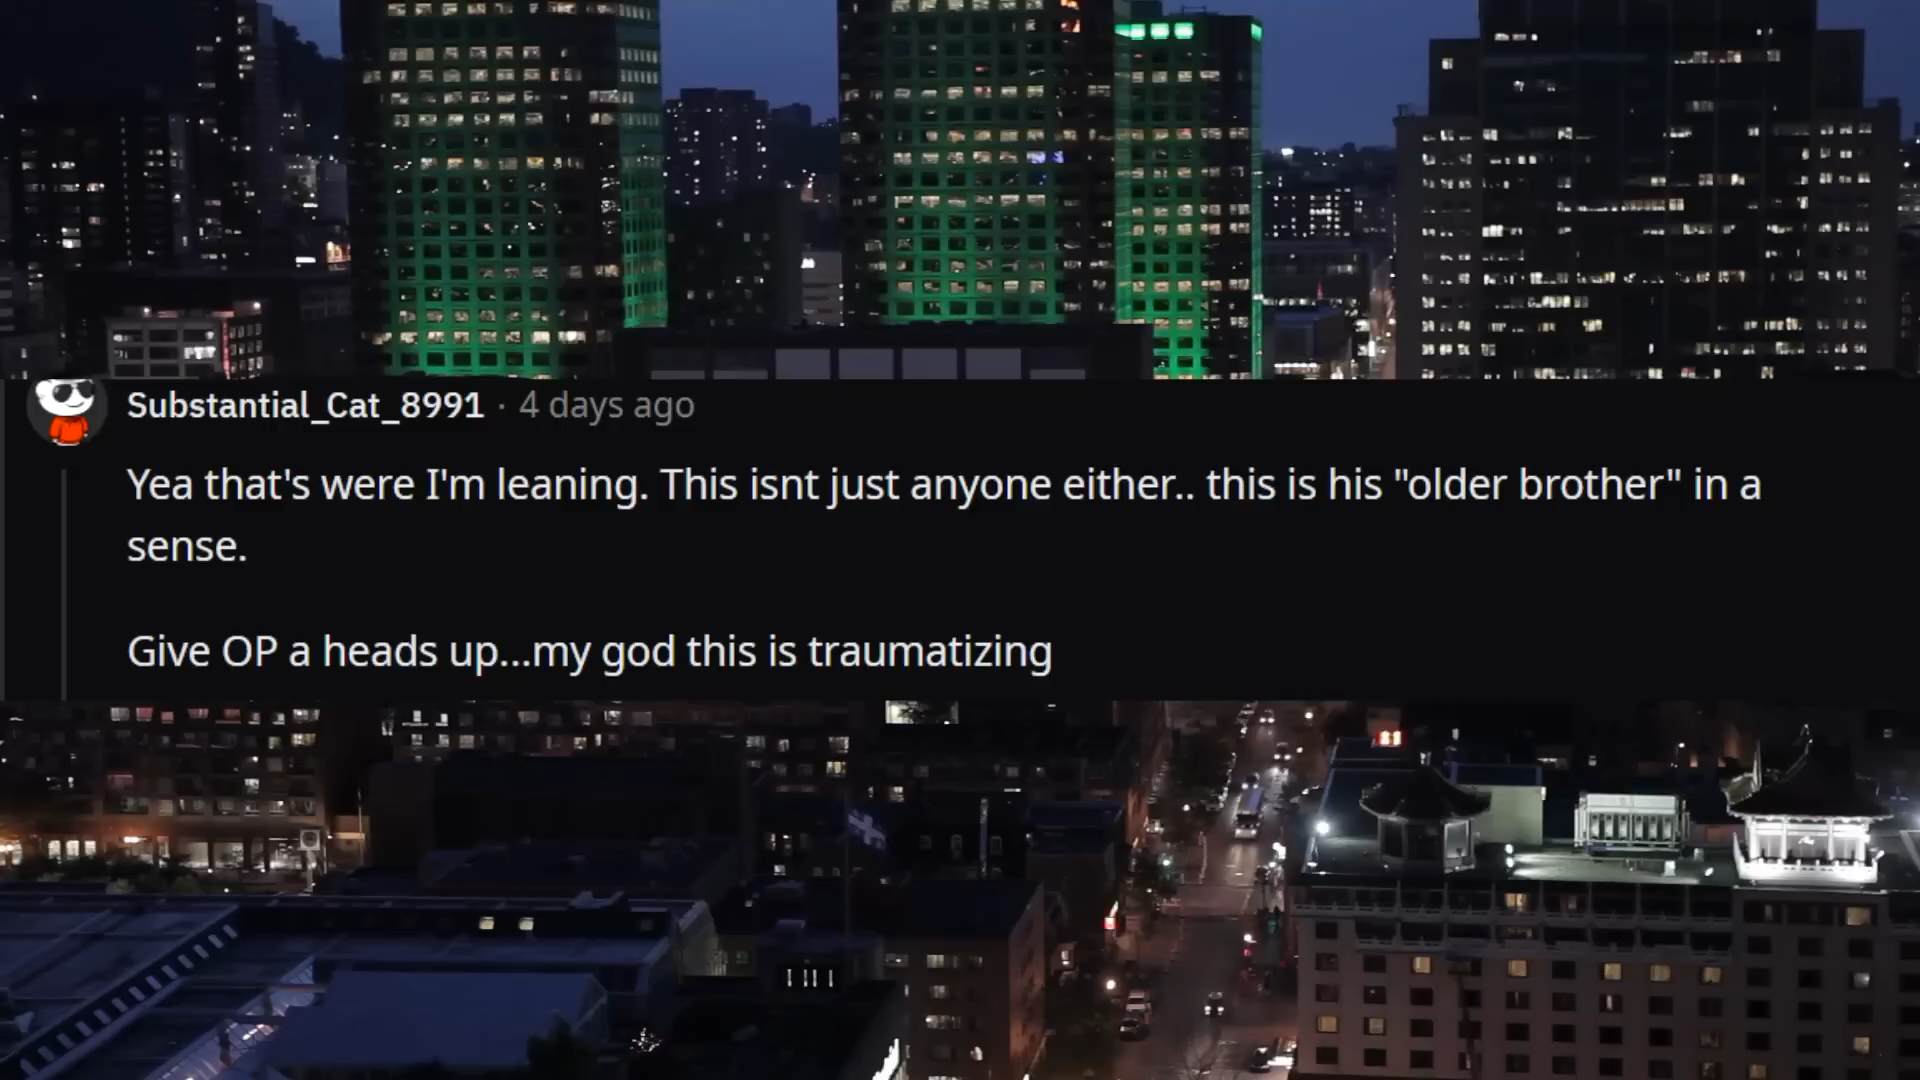 Substantial_Cat_8991 · 4 days ago
Yea that's were I'm leaning. This isnt just anyone either.. this is his "older brother" in a
sense.
Give OP a heads up...my god this is traumatizing